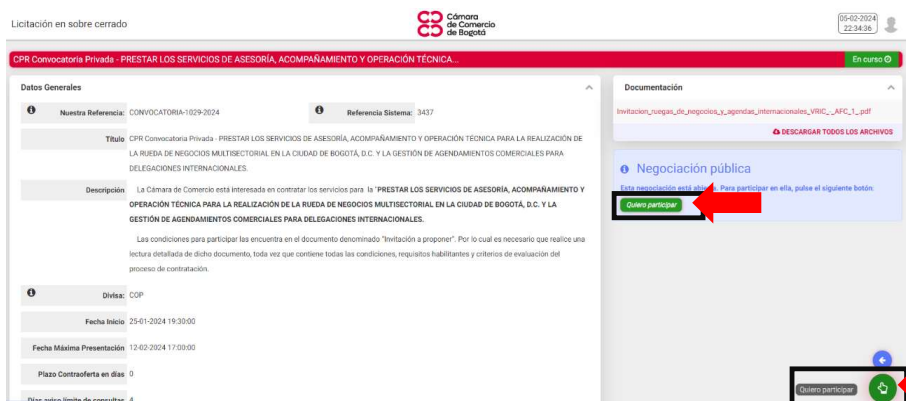 Licitación en sobre cerrado
Cámara
de Comercio
de Bogotá
05-02-2024
22:34:36
CPR Convocatoria Privada - PRESTAR LOS SERVICIOS DE ASESORÍA, ACOMPAÑAMIENTO Y OPERACIÓN TÉCNICA...
En curso
Datos Generales
Nuestra Referencia: CONVOCATORIA-1029-2024
Referencia Sistema: 3437
Título CPR Convocatoria Privada - PRESTAR LOS SERVICIOS DE ASESORÍA, ACOMPAÑAMIENTO Y OPERACIÓN TÉCNICA PARA LA REALIZACIÓN DE
LA RUEDA DE NEGOCIOS MULTISECTORIAL EN LA CIUDAD DE BOGOTÁ, D.C. Y LA GESTIÓN DE AGENDAMIENTOS COMERCIALES PARA
DELEGACIONES INTERNACIONALES.
Descripción La Cámara de Comercio está interesada en contratar los servicios para la "PRESTAR LOS SERVICIOS DE ASESORÍA, ACOMPAÑAMIENTO Y
OPERACIÓN TÉCNICA PARA LA REALIZACIÓN DE LA RUEDA DE NEGOCIOS MULTISECTORIAL EN LA CIUDAD DE BOGOTÁ, D.C. Y LA
GESTIÓN DE AGENDAMIENTOS COMERCIALES PARA DELEGACIONES INTERNACIONALES.
Las condiciones para participar las encuentra en el documento denominado "Invitación a proponer". Por lo cual es necesario que realice una
lectura detallada de dicho documento, toda vez que contiene todas las condiciones, requisitos habilitantes y criterios de evaluación del
proceso de contratación.
Divisa: COP
Fecha Inicio 25-01-2024 19:30:00
Fecha Máxima Presentación 12-02-2024 17:00:00
Plazo Contraoferta en días 0
Días aviso límite de consultas 4
Documentación
Invitacion_ruegas_de_negocios_y_agendas_internacionales_VRIC_-_AFC_1_.pdf
DESCARGAR TODOS LOS ARCHIVOS
Negociación pública
Esta negociación está abierta. Para participar en ella, pulse el siguiente botón:
Quiero participar
Quiero participar